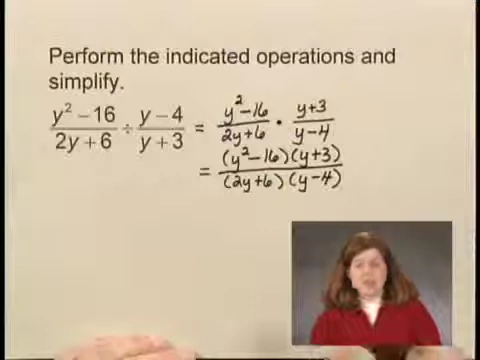 Perform the indicated operations and
simplify.
y² – 16 / 2y + 6 ÷ y – 4 / y + 3 = y² – 16 / 2y + 6 · y + 3 / y – 4
= (y² – 16)(y + 3) / (2y + 6)(y – 4)